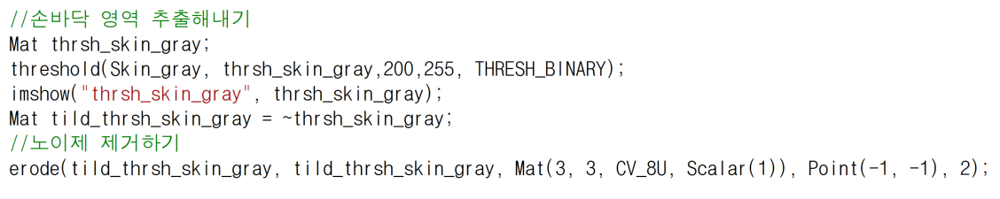 //손바닥 영역 추출해내기
Mat thrsh_skin_gray;
threshold(Skin_gray, thrsh_skin_gray,200,255, THRESH_BINARY);
imshow("thrsh_skin_gray", thrsh_skin_gray);
Mat tild_thrsh_skin_gray = ~thrsh_skin_gray;
//노이제 제거하기
erode(tild_thrsh_skin_gray, tild_thrsh_skin_gray, Mat(3, 3, CV_8U, Scalar(1)), Point(-1, -1), 2);